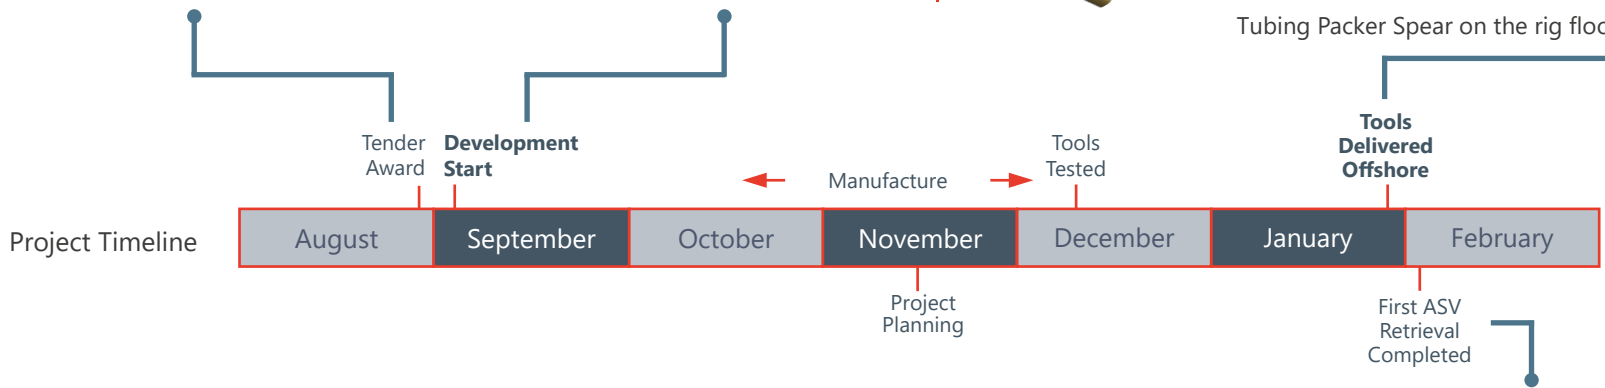 Tubing Packer Spear on the rig
Tender
Award
Development
Start
Manufacture
Tools
Tested
Tools
Delivered
Offshore
Project Timeline
August
September
October
November
December
January
February
Project
Planning
First ASV
Retrieval
Completed